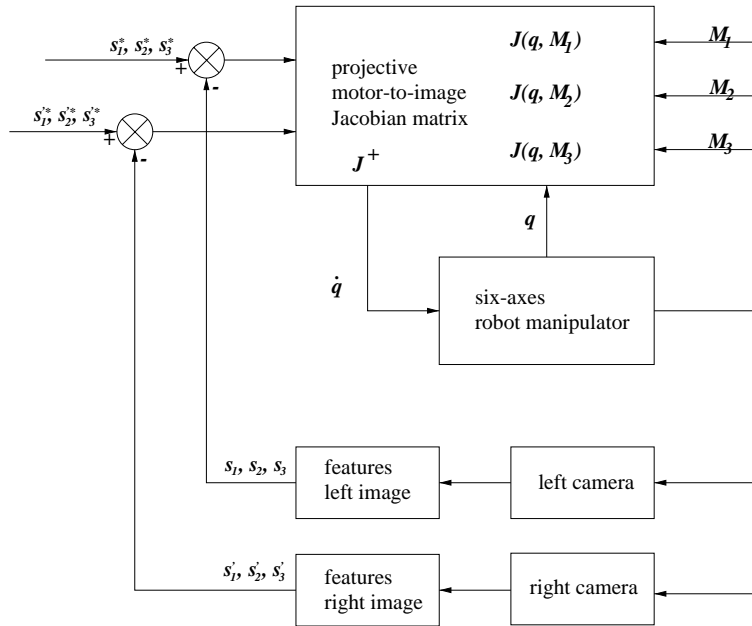 s₁*, s₂*, s₃*
+
-
s'₁*, s'₂*, s'₃*
+
-
projective
motor-to-image
Jacobian matrix
J⁺
J(q, M₁)
J(q, M₂)
J(q, M₃)
M₁
M₂
M₃
q
q̇
six-axes
robot manipulator
s₁, s₂, s₃
features
left image
left camera
s'₁, s'₂, s'₃
features
right image
right camera